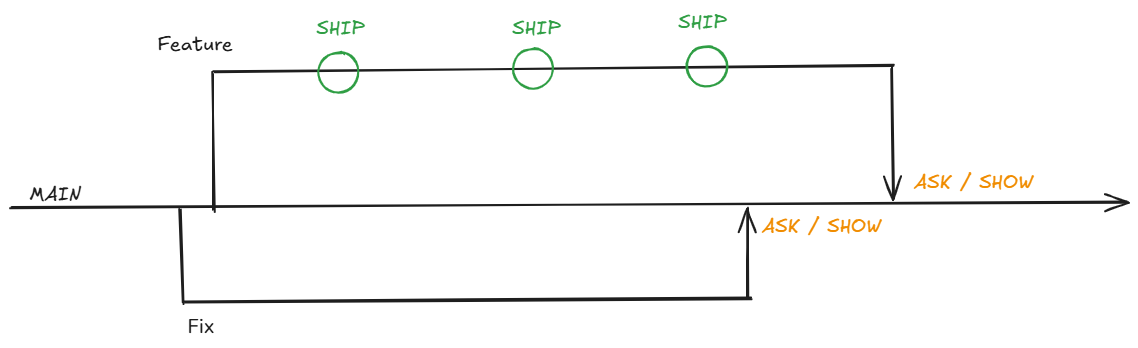 SHIP
SHIP
SHIP
Feature
MAIN
ASK / SHOW
ASK / SHOW
Fix